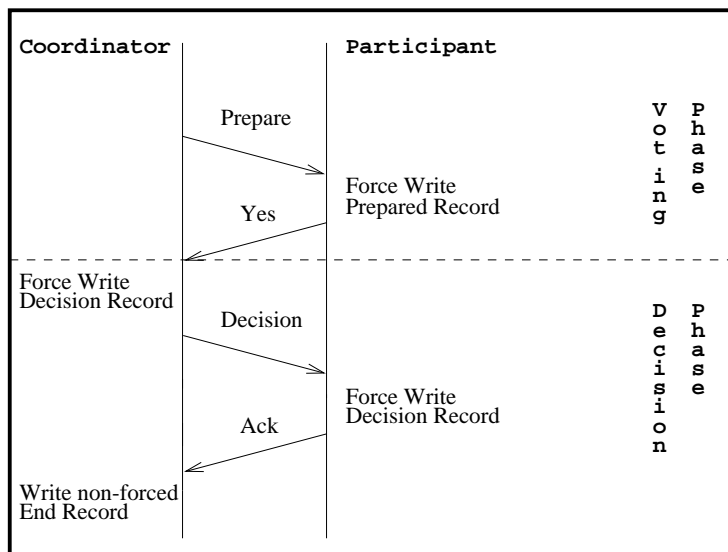 Coordinator
Participant
Prepare
Force Write
Prepared Record
Yes
Voting
Phase
Force Write
Decision Record
Decision
Force Write
Decision Record
Ack
Write non-forced
End Record
Decision
Phase